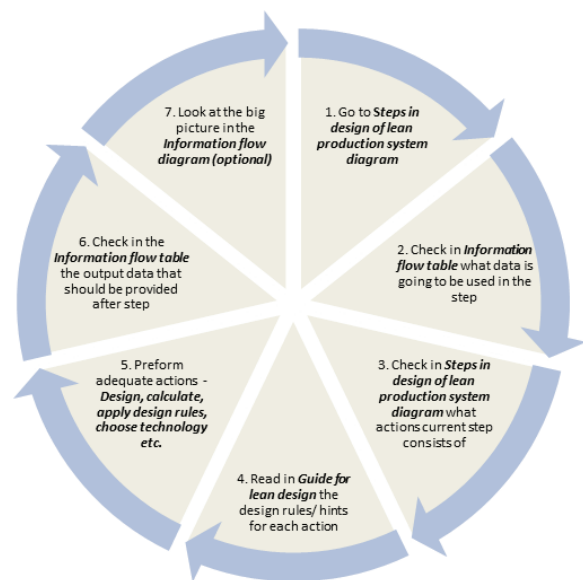 1. Go to Steps in
design of lean
production system
diagram
2. Check in Information
flow table what data is
going to be used in the
step
3. Check in Steps in
design of lean
production system
diagram what
actions current step
consists of
4. Read in Guide for
lean design the
design rules/ hints
for each action
5. Preform
adequate actions -
Design, calculate,
apply design rules,
choose technology
etc.
6. Check in the
Information flow table
the output data that
should be provided
after step
7. Look at the big
picture in the
Information flow
diagram (optional)